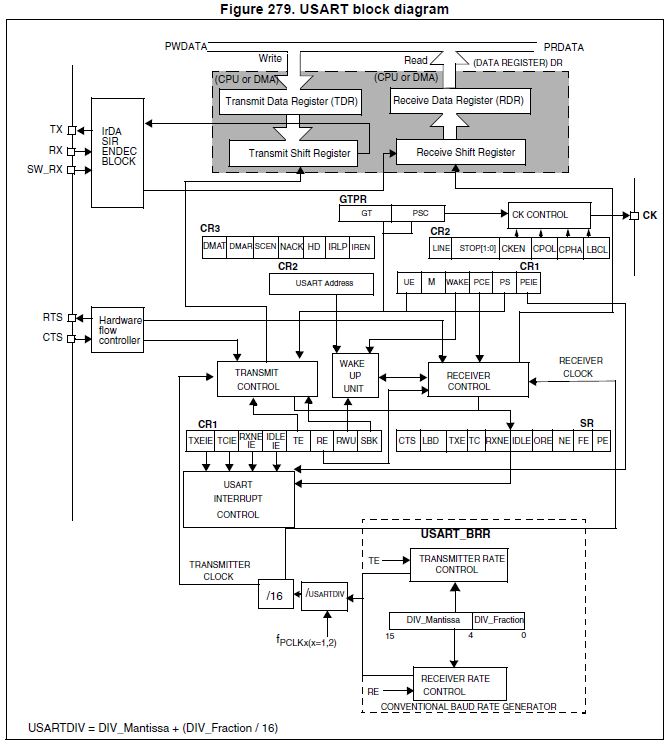 Figure 279. USART block diagram
PWDATA
PRDATA
Write
Read
(DATA REGISTER) DR
(CPU or DMA)
(CPU or DMA)
Transmit Data Register (TDR)
Receive Data Register (RDR)
TX
RX
SW_RX
IrDA
SIR
ENDEC
BLOCK
Transmit Shift Register
Receive Shift Register
GTPR
GT
PSC
CK CONTROL
CK
CR3
DMAT
DMAR
SCEN
NACK
HD
IRLP
IREN
CR2
LINE
STOP[1:0]
CKEN
CPOL
CPHA
LBCL
CR2
USART Address
CR1
UE
M
WAKE
PCE
PS
PEIE
RTS
CTS
Hardware
flow
controller
TRANSMIT
CONTROL
WAKE
UP
UNIT
RECEIVER
CONTROL
RECEIVER
CLOCK
CR1
TXEIE
TCIE
RXNE
IE
IDLE
IE
TE
RE
RWU
SBK
SR
CTS
LBD
TXE
TC
RXNE
IDLE
ORE
NE
FE
PE
USART
INTERRUPT
CONTROL
USART_BRR
TRANSMITTER
CLOCK
TE
TRANSMITTER RATE
CONTROL
/16
/USARTDIV
fPCLKx(x=1,2)
DIV_Mantissa
DIV_Fraction
15
4
0
RE
RECEIVER RATE
CONTROL
CONVENTIONAL BAUD RATE GENERATOR
USARTDIV = DIV_Mantissa + (DIV_Fraction / 16)